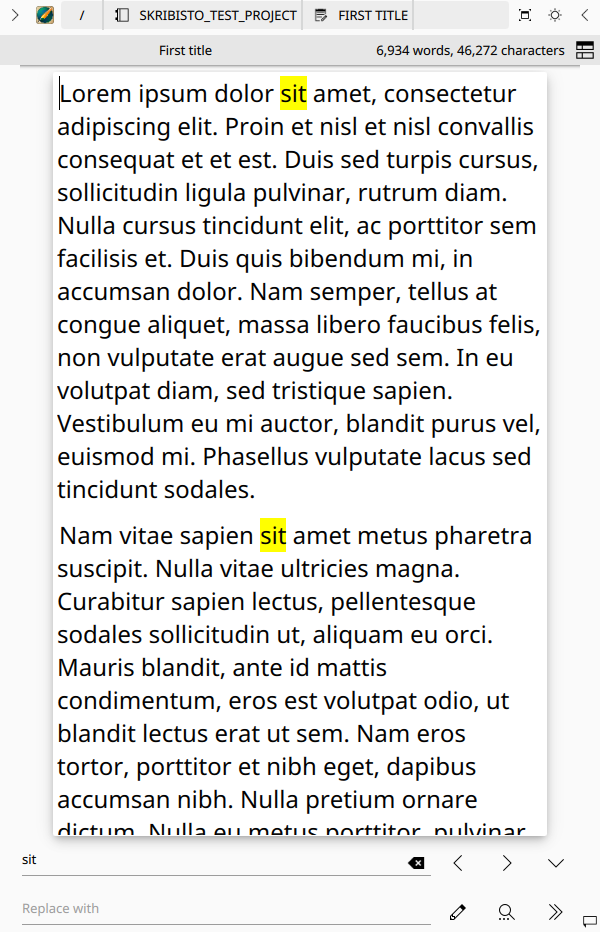 / SKRIBISTO_TEST_PROJECT FIRST TITLE
First title 6,934 words, 46,272 characters
Lorem ipsum dolor sit amet, consectetur
adipiscing elit. Proin et nisl et nisl convallis
consequat et et est. Duis sed turpis cursus,
sollicitudin ligula pulvinar, rutrum diam.
Nulla cursus tincidunt elit, ac porttitor sem
facilisis et. Duis quis bibendum mi, in
accumsan dolor. Nam semper, tellus at
congue aliquet, massa libero faucibus felis,
non vulputate erat augue sed sem. In eu
volutpat diam, sed tristique sapien.
Vestibulum eu mi auctor, blandit purus vel,
euismod mi. Phasellus vulputate lacus sed
tincidunt sodales.
Nam vitae sapien sit amet metus pharetra
suscipit. Nulla vitae ultricies magna.
Curabitur sapien lectus, pellentesque
sodales sollicitudin ut, aliquam eu orci.
Mauris blandit, ante id mattis
condimentum, eros est volutpat odio, ut
blandit lectus erat ut sem. Nam eros
tortor, porttitor et nibh eget, dapibus
accumsan nibh. Nulla pretium ornare
dictum. Nulla eu metus porttitor, pulvinar
sit
Replace with